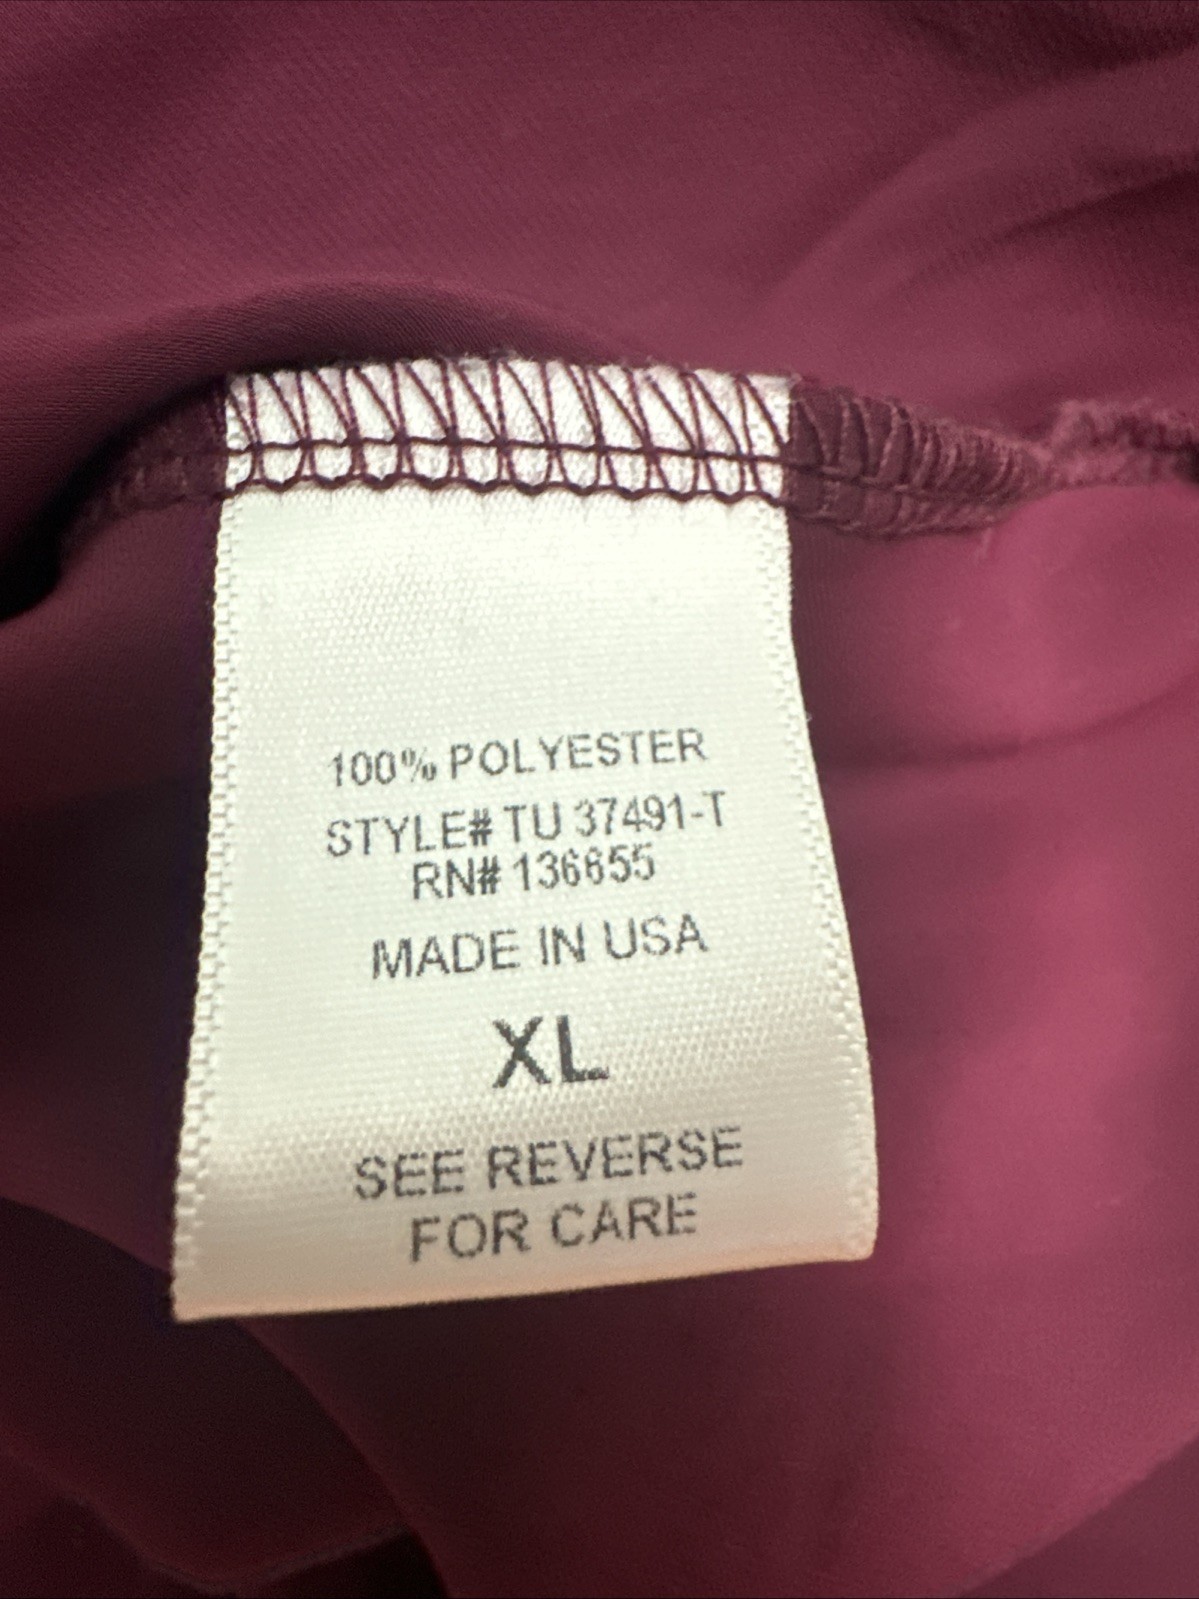 100% POLYESTER
STYLE# TU 37491-T
RN# 136655
MADE IN USA
XL
SEE REVERSE
FOR CARE